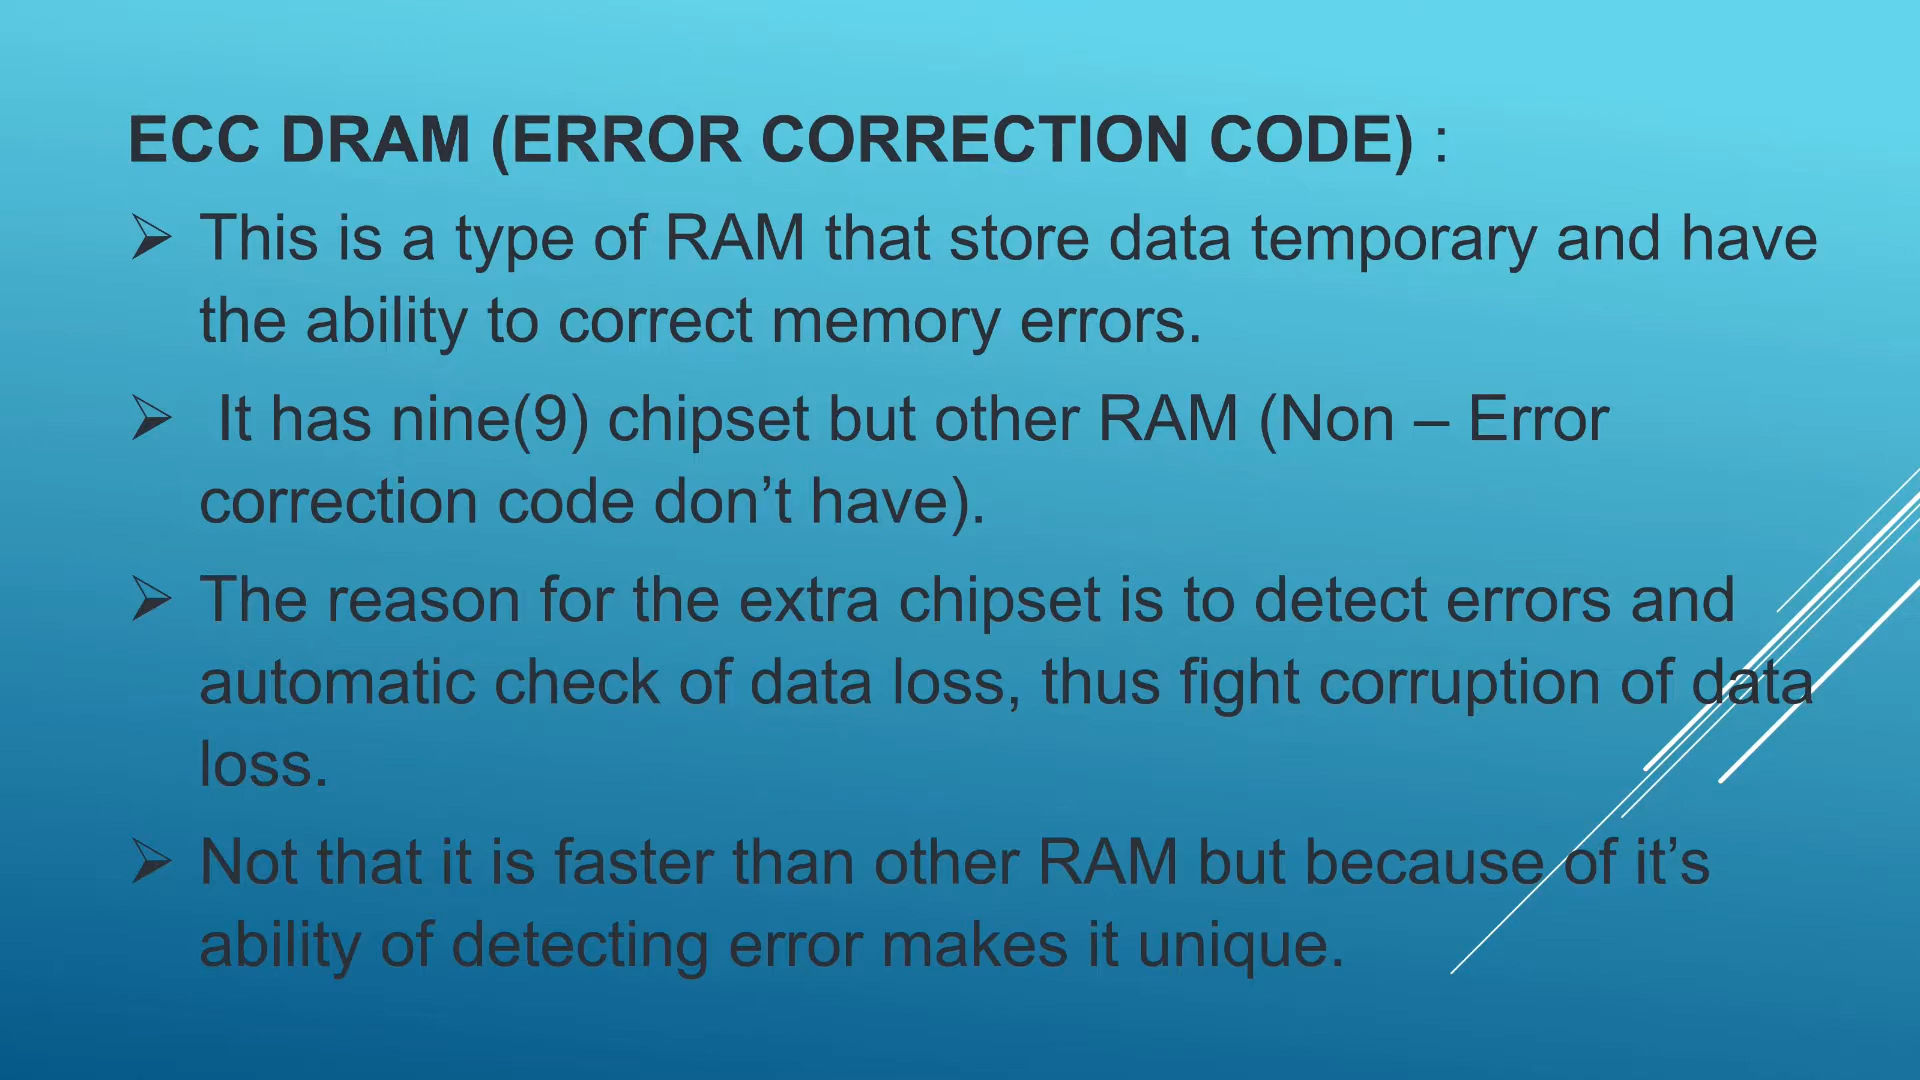 ECC DRAM (ERROR CORRECTION CODE) :
➢ This is a type of RAM that store data temporary and have
the ability to correct memory errors.
➢ It has nine(9) chipset but other RAM (Non – Error
correction code don’t have).
➢ The reason for the extra chipset is to detect errors and
automatic check of data loss, thus fight corruption of data
loss.
➢ Not that it is faster than other RAM but because of it’s
ability of detecting error makes it unique.